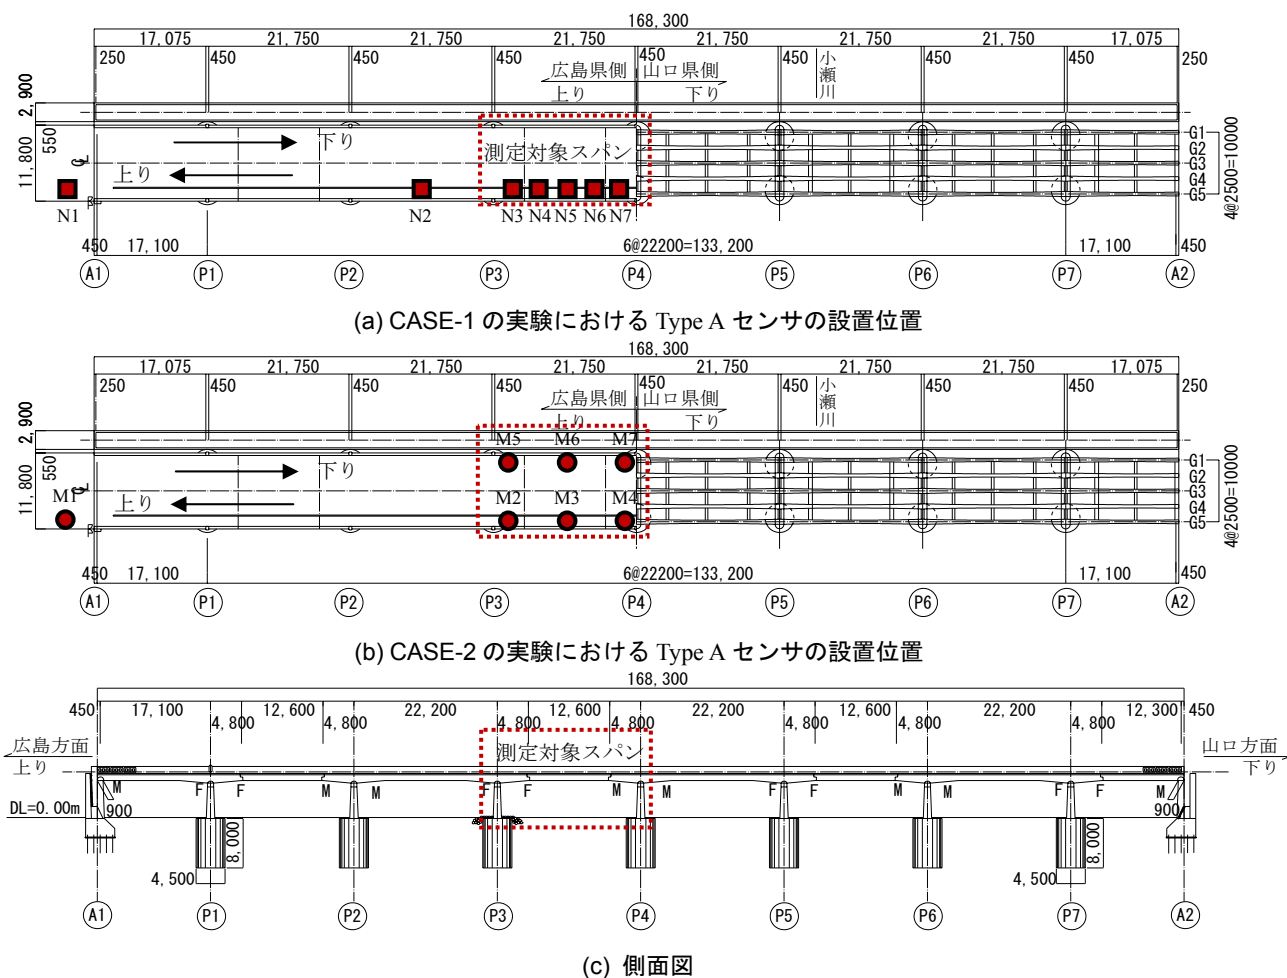 168,300
17,075 21,750 21,750 21,750 21,750 21,750 21,750 17,075
250 450 450 450 450 450 450 450 250
広島県側 山口県側
上り 下り
小瀬川
2,900
550
11,800
℄
下り
上り
測定対象スパン
G1
G2
G3
G4
G5
4@2500=10000
N1 N2 N3 N4 N5 N6 N7
450 17,100 6@22200=133,200 17,100 450
A1 P1 P2 P3 P4 P5 P6 P7 A2
(a) CASE-1 の実験における Type A センサの設置位置
168,300
17,075 21,750 21,750 21,750 21,750 21,750 21,750 17,075
250 450 450 450 450 450 250
広島県側 山口県側
上り 下り
小瀬川
2,900
550
11,800
℄
下り
上り
M5 M6 M7
M1 M2 M3 M4
G1
G2
G3
G4
G5
4@2500=10000
450 17,100 6@22200=133,200 17,100 450
A1 P1 P2 P3 P4 P5 P6 P7 A2
(b) CASE-2 の実験における Type A センサの設置位置
168,300
450 17,100 12,600 22,200 12,600 22,200 12,600 22,200 12,300 450
4,800 4,800 4,800 4,800 4,800 4,800 4,800
広島方面
上り
測定対象スパン
山口方面
下り
M F F M M F F M M F F M M F F M
DL=0.00m
900 900
8,000 8,000
4,500 4,500
A1 P1 P2 P3 P4 P5 P6 P7 A2
(c) 側面図